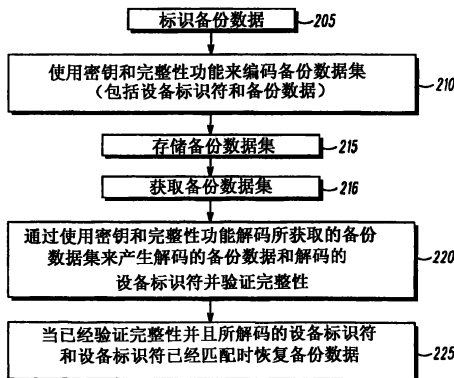 标识备份数据
205
使用密钥和完整性功能来编码备份数据集
（包括设备标识符和备份数据）
210
存储备份数据集
215
获取备份数据集
216
通过使用密钥和完整性功能解码所获取的备份
数据集来产生解码的备份数据和解码的
设备标识符并验证完整性
220
当已经验证完整性并且所解码的设备标识符
和设备标识符已经匹配时恢复备份数据
225